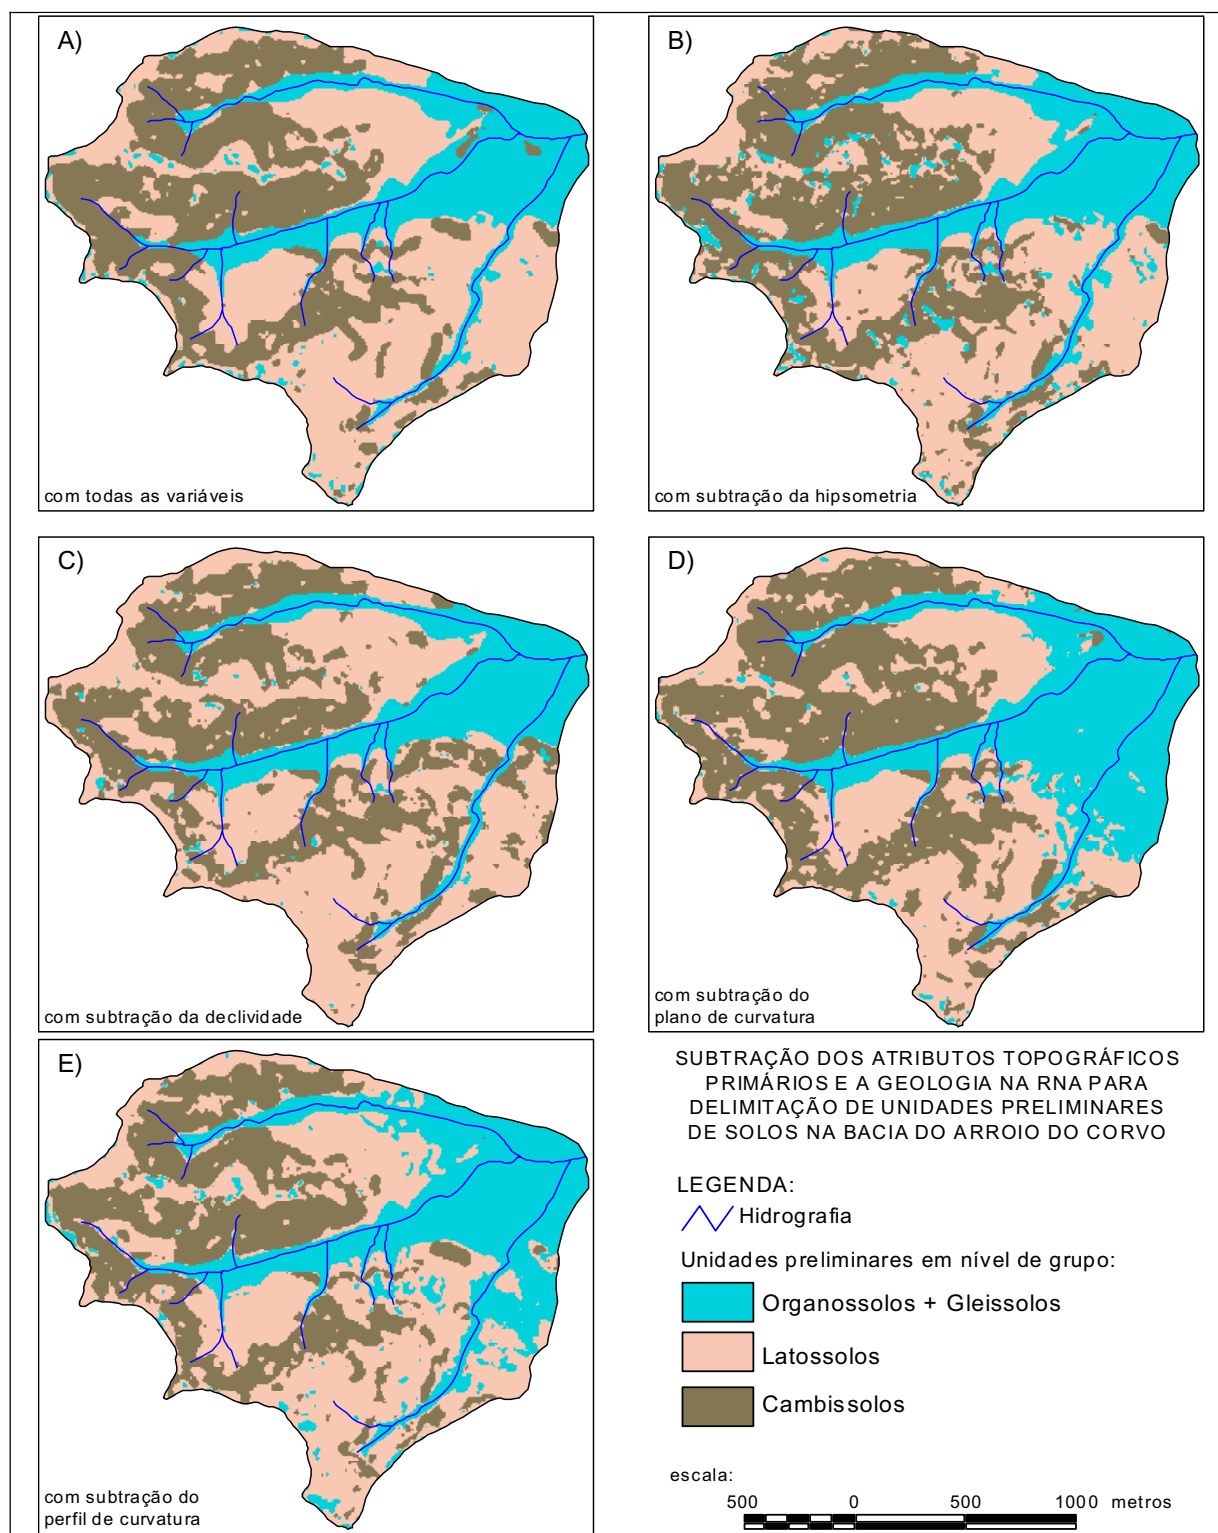 A)
com todas as variáveis
B)
com subtração da hipsometria
C)
com subtração da declividade
D)
com subtração do
plano de curvatura
E)
com subtração do
perfil de curvatura
SUBTRAÇÃO DOS ATRIBUTOS TOPOGRÁFICOS
PRIMÁRIOS E A GEOLOGIA NA RNA PARA
DELIMITAÇÃO DE UNIDADES PRELIMINARES
DE SOLOS NA BACIA DO ARROIO DO CORVO
LEGENDA:
Hidrografia
Unidades preliminares em nível de grupo:
Organossolos + Gleissolos
Latossolos
Cambissolos
escala:
500 0 500 1000 metros